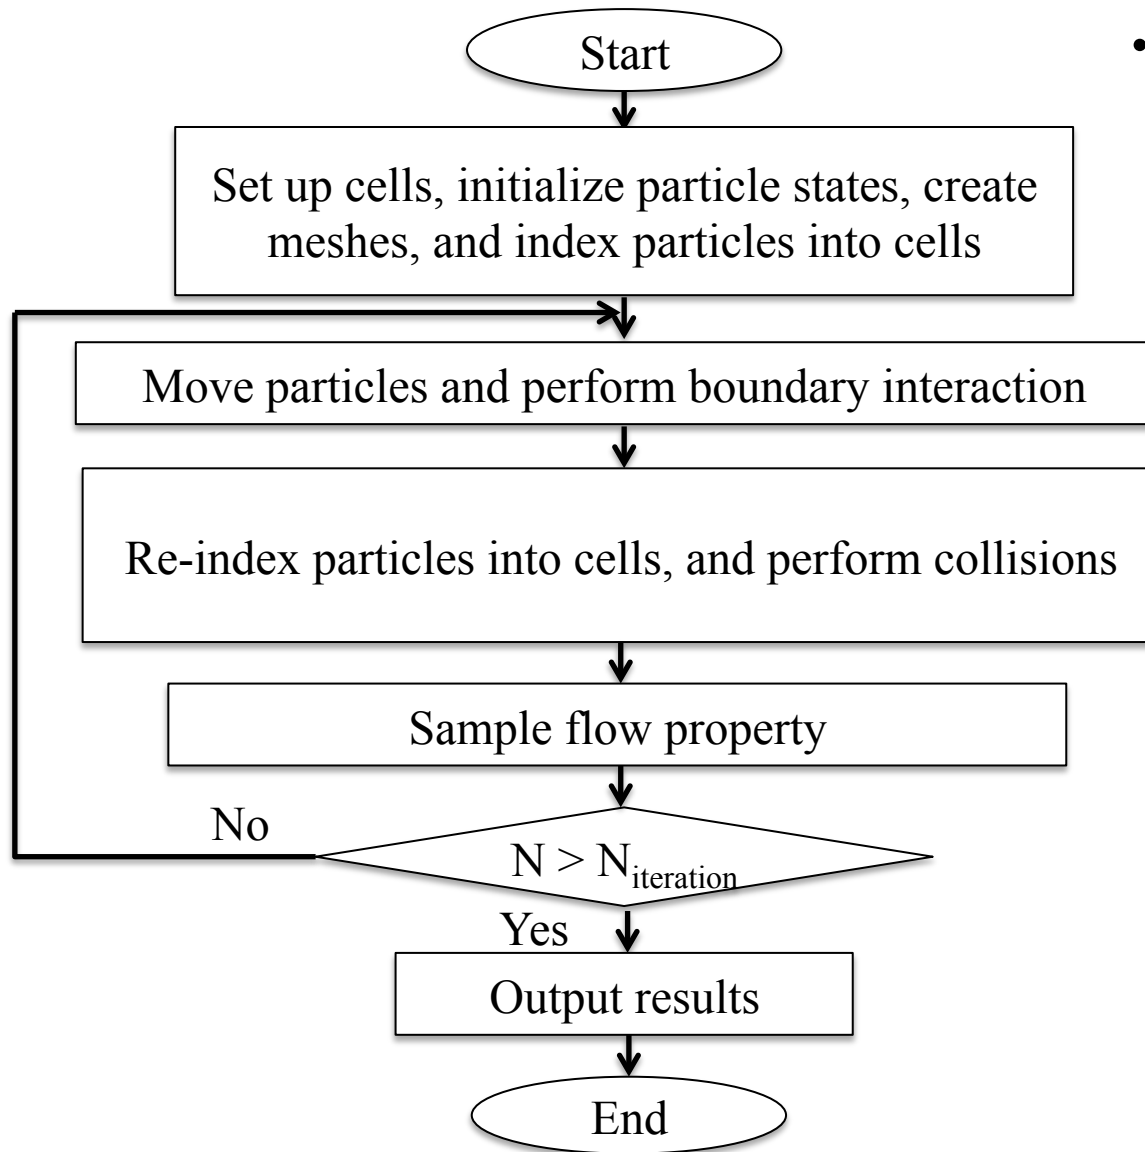 Start
Set up cells, initialize particle states, create
meshes, and index particles into cells
Move particles and perform boundary interaction
Re-index particles into cells, and perform collisions
Sample flow property
No
N > N_iteration
Yes
Output results
End